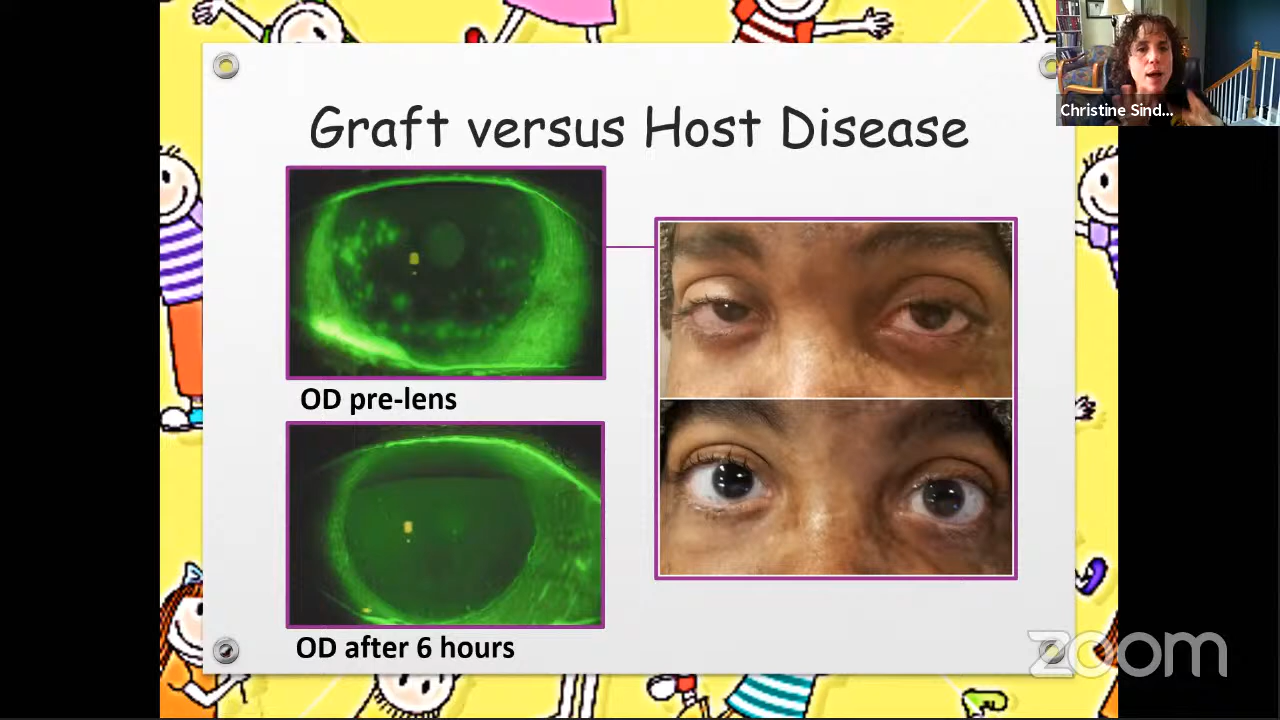 Graft versus Host Disease
Christine Sind...
OD pre-lens
OD after 6 hours
zoom